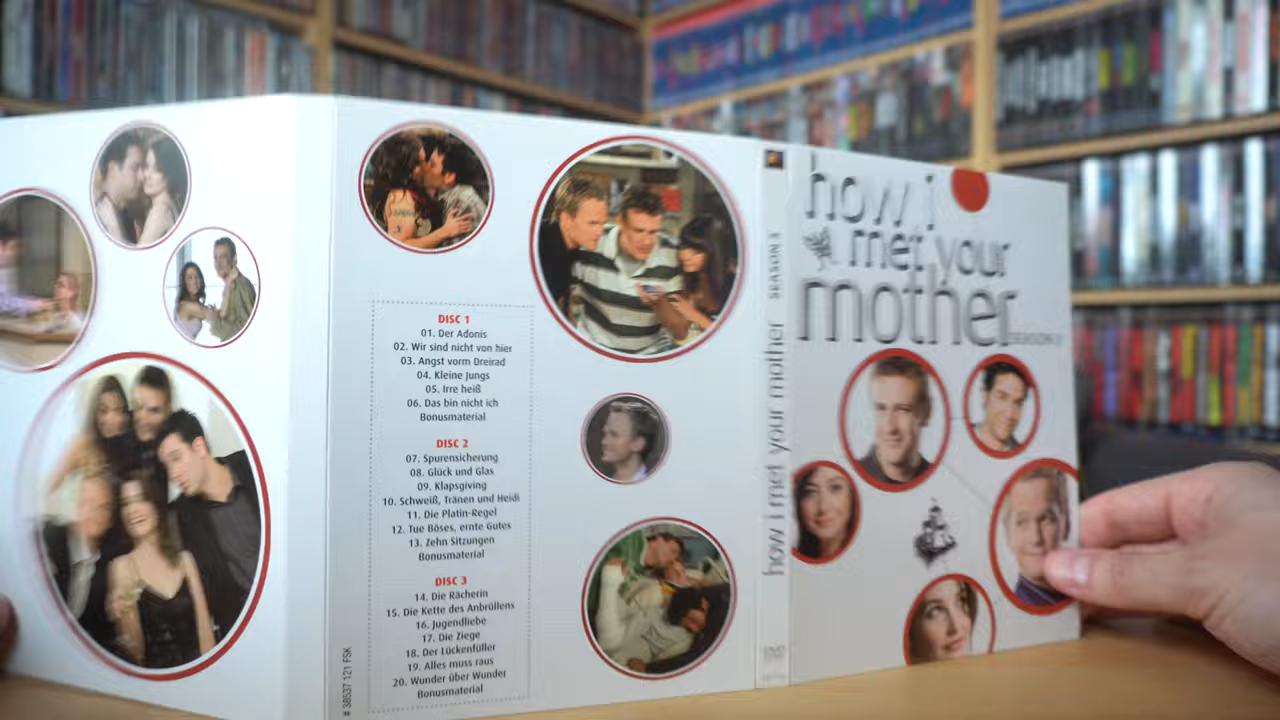 DISC 1
01. Der Adonis
02. Wir sind nicht von hier
03. Angst vorm Dreirad
04. Kleine Jungs
05. Irre heiß
06. Das bin nicht ich
Bonusmaterial
DISC 2
07. Spurensicherung
08. Glück und Glas
09. Klapsgiving
10. Schweiß, Tränen und Heidi
11. Die Platin-Regel
12. Tue Böses, ernte Gutes
13. Zehn Sitzungen
Bonusmaterial
DISC 3
14. Die Rächerin
15. Die Kette des Anbrüllens
16. Jugendliebe
17. Die Ziege
18. Der Lückenfüller
19. Alles muss raus
20. Wunder über Wunder
Bonusmaterial
# 38537 121 FSK
how i met your mother SEASON 3
how i
met your
mother
SEASON 3